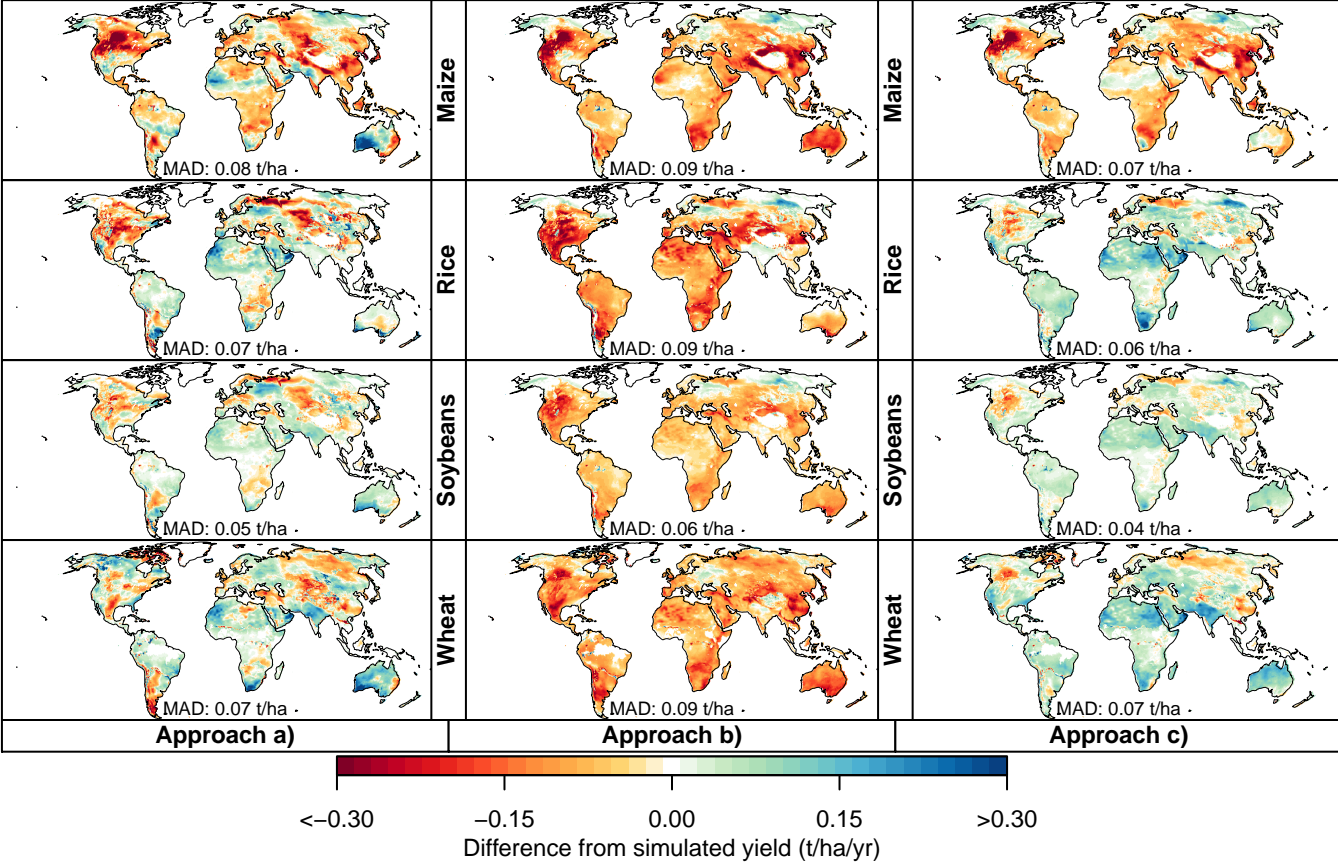 MAD: 0.08 t/ha
Maize
MAD: 0.09 t/ha
Maize
MAD: 0.07 t/ha
MAD: 0.07 t/ha
Rice
MAD: 0.09 t/ha
Rice
MAD: 0.06 t/ha
MAD: 0.05 t/ha
Soybeans
MAD: 0.06 t/ha
Soybeans
MAD: 0.04 t/ha
MAD: 0.07 t/ha
Wheat
MAD: 0.09 t/ha
Wheat
MAD: 0.07 t/ha
Approach a)
Approach b)
Approach c)
<−0.30 −0.15 0.00 0.15 >0.30
Difference from simulated yield (t/ha/yr)